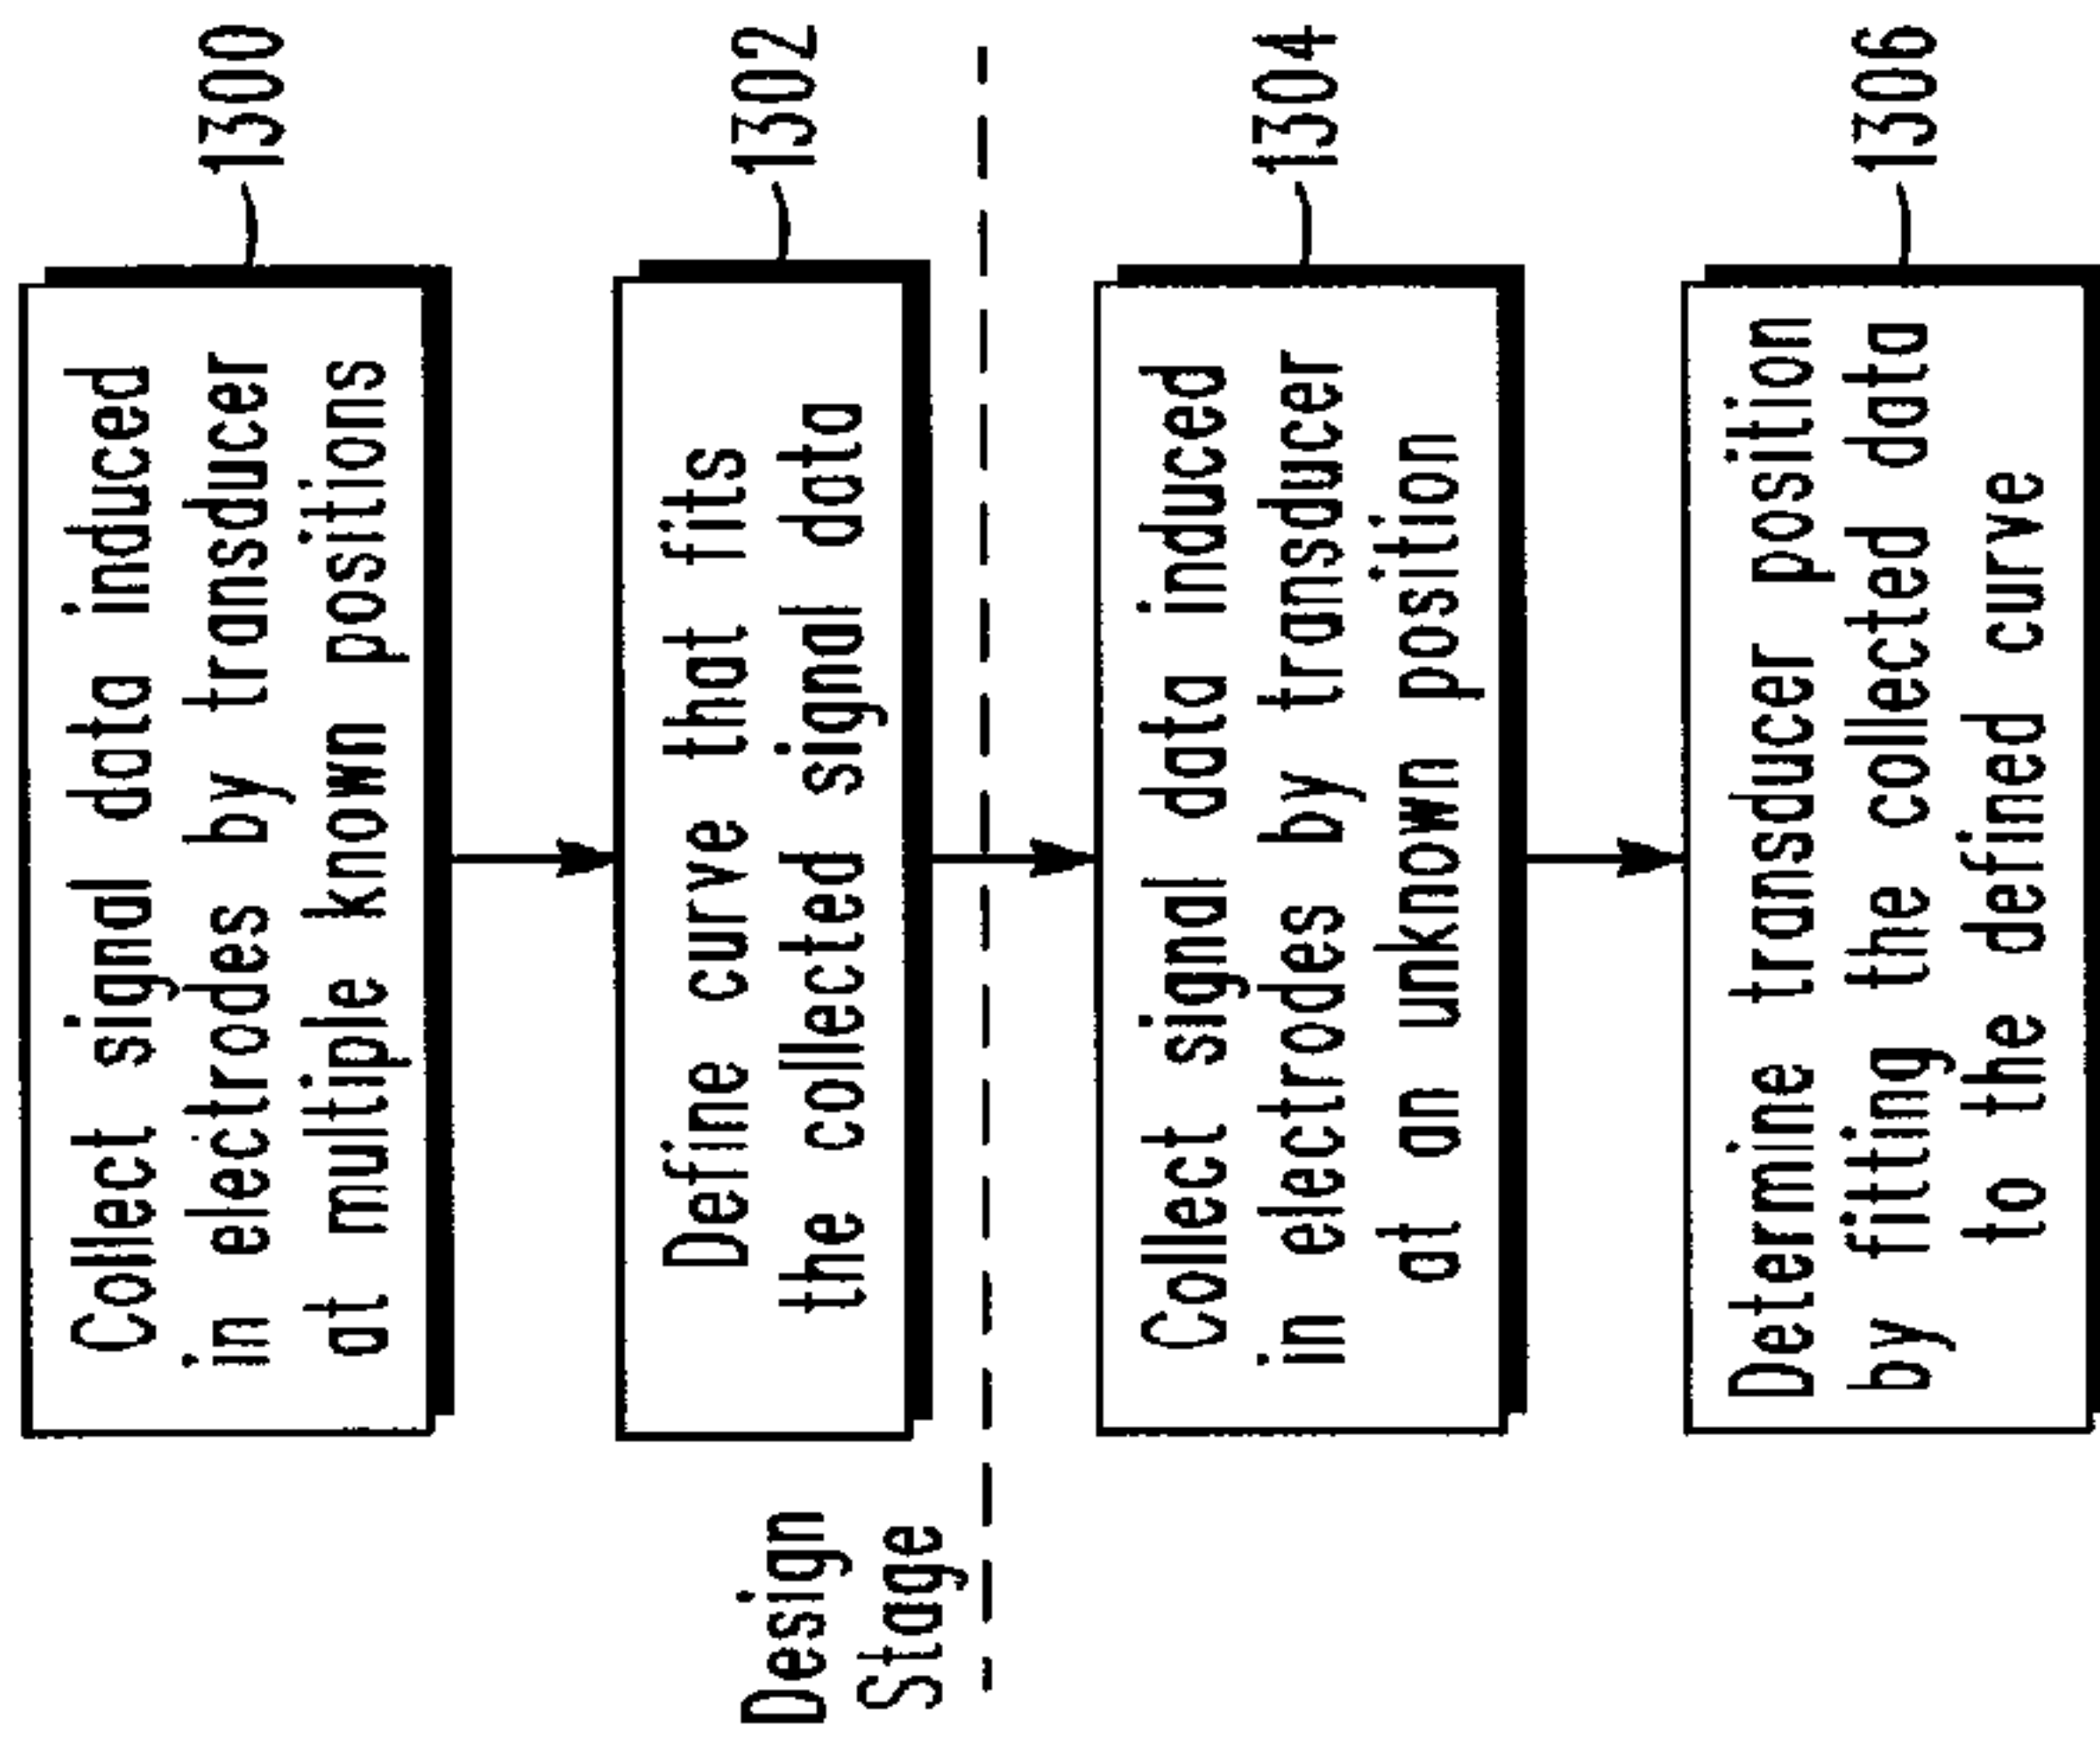 Collect signal data induced
in electrodes by transducer
at multiple known positions
1300
Define curve that fits
the collected signal data
1302
Design
Stage
Collect signal data induced
in electrodes by transducer
at an unknown position
1304
Determine transducer position
by fitting the collected data
to the defined curve
1306